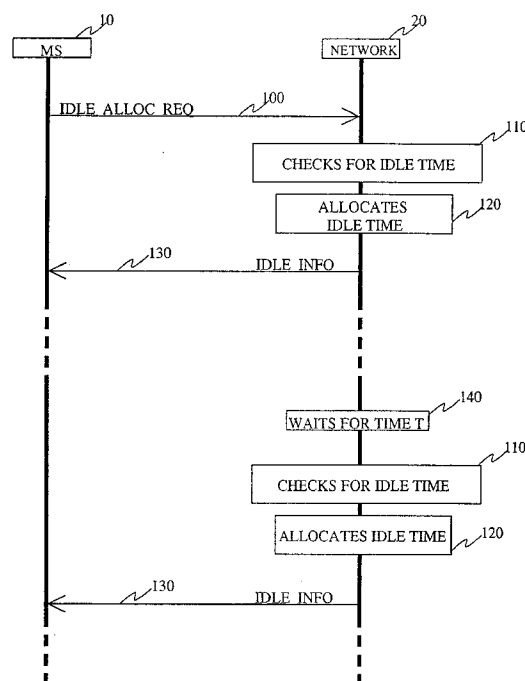 10
20
MS
NETWORK
IDLE ALLOC REQ
100
110
CHECKS FOR IDLE TIME
120
ALLOCATES
IDLE TIME
130
IDLE INFO
140
WAITS FOR TIME T
110
CHECKS FOR IDLE TIME
ALLOCATES IDLE TIME
120
130
IDLE INFO